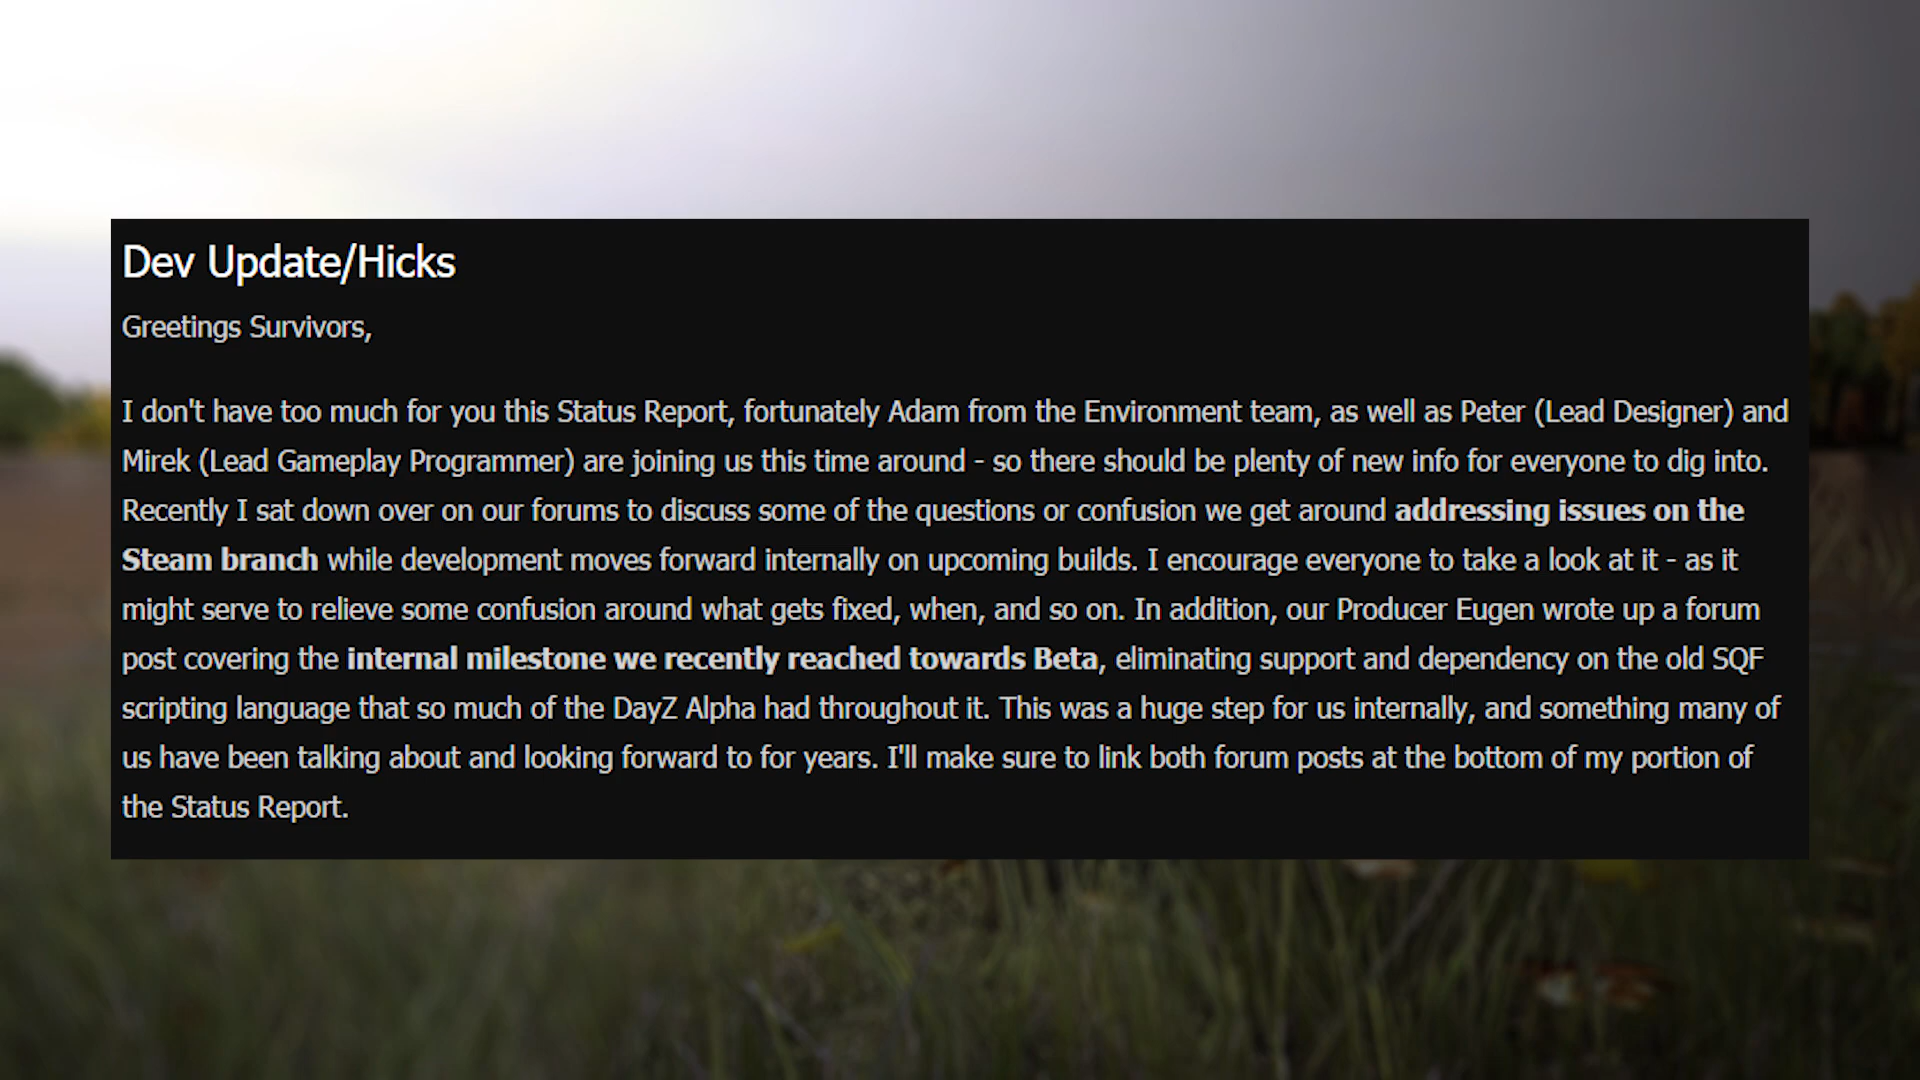 Dev Update/Hicks
Greetings Survivors,
I don't have too much for you this Status Report, fortunately Adam from the Environment team, as well as Peter (Lead Designer) and
Mirek (Lead Gameplay Programmer) are joining us this time around - so there should be plenty of new info for everyone to dig into.
Recently I sat down over on our forums to discuss some of the questions or confusion we get around addressing issues on the
Steam branch while development moves forward internally on upcoming builds. I encourage everyone to take a look at it - as it
might serve to relieve some confusion around what gets fixed, when, and so on. In addition, our Producer Eugen wrote up a forum
post covering the internal milestone we recently reached towards Beta, eliminating support and dependency on the old SQF
scripting language that so much of the DayZ Alpha had throughout it. This was a huge step for us internally, and something many of
us have been talking about and looking forward to for years. I'll make sure to link both forum posts at the bottom of my portion of
the Status Report.